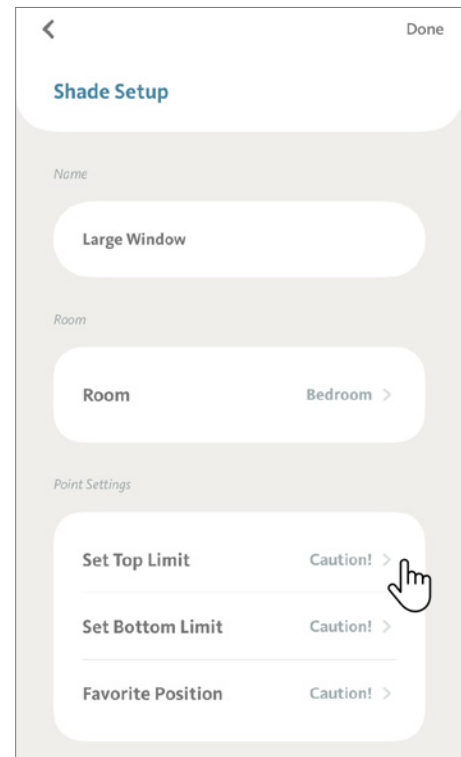 Done
Shade Setup
Name
Large Window
Room
Room Bedroom
Point Settings
Set Top Limit Caution!
Set Bottom Limit Caution!
Favorite Position Caution!